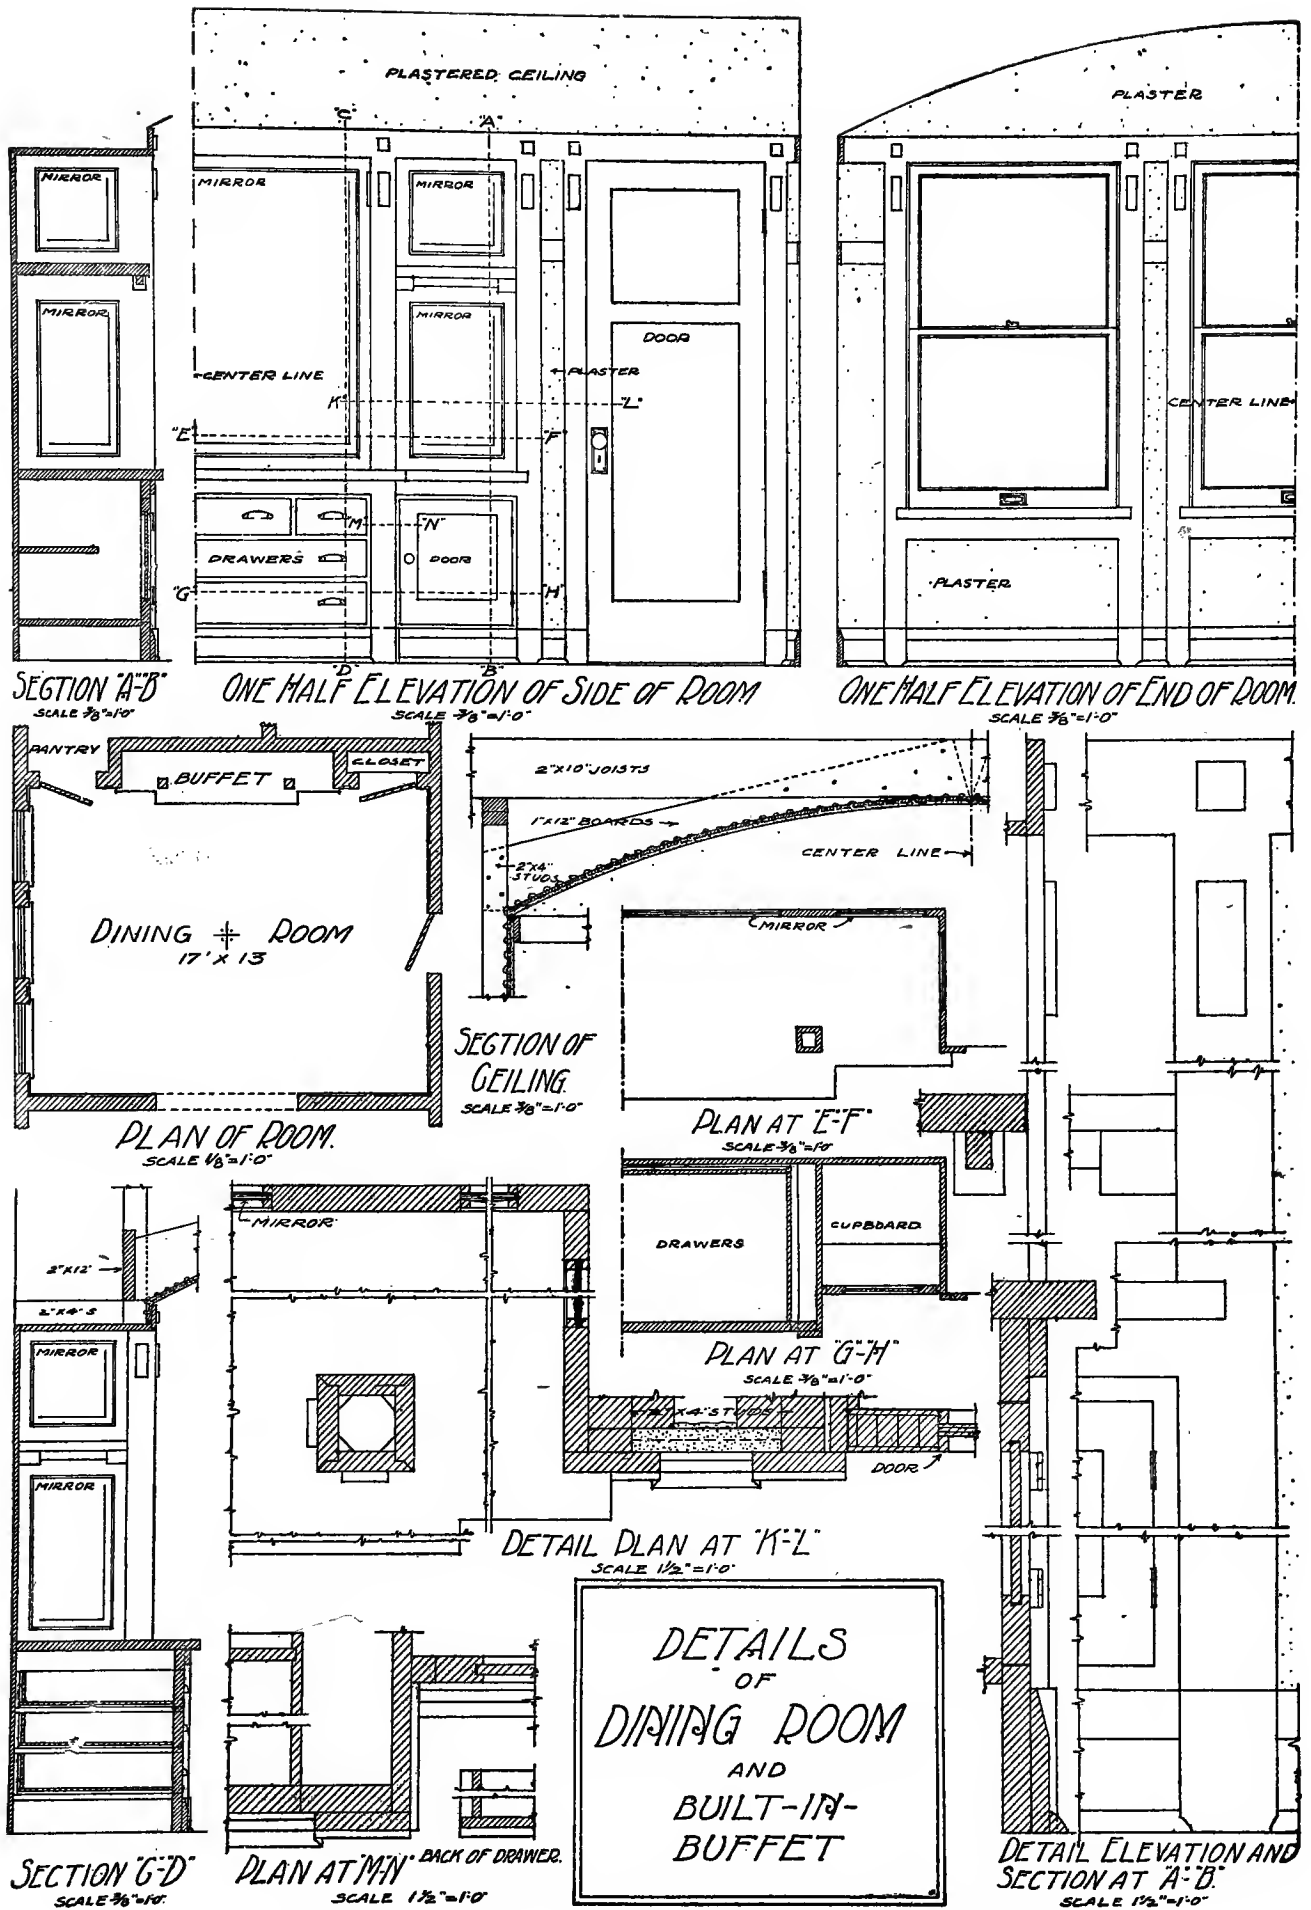 PLASTERED CEILING
"C"
"A"
MIRROR
MIRROR
MIRROR
MIRROR
MIRROR
CENTER LINE
"K"
"L"
"E"
"F"
PLASTER
DOOR
"M"
"N"
DRAWERS
DOOR
"G"
"H"
"D"
"B"
PLASTER
CENTER LINE
PLASTER
SECTION "A"-"B"
SCALE 3/8"=1'-0"
ONE HALF ELEVATION OF SIDE OF ROOM
SCALE 3/8"=1'-0"
ONE HALF ELEVATION OF END OF ROOM.
SCALE 3/8"=1'-0"
PANTRY
BUFFET
CLOSET
DINING ROOM
17' X 13
PLAN OF ROOM.
SCALE 1/8"=1'-0"
2"X10" JOISTS
1"X12" BOARDS
2"X4"
STUDS
CENTER LINE
SECTION OF
CEILING.
SCALE 3/8"=1'-0"
MIRROR
PLAN AT "E-F"
SCALE 3/8"=1'-0"
DRAWERS
CUPBOARD
PLAN AT "G"-"H"
SCALE 3/8"=1'-0"
2"X12"
2"X4"S
MIRROR
MIRROR
SECTION "C-D"
SCALE 3/8"=1'-0"
MIRROR
2"X4" STUDS
DOOR
DETAIL PLAN AT "K"-"L"
SCALE 1 1/2"=1'-0"
PLAN AT "M-N"
SCALE 1 1/2"=1'-0"
BACK OF DRAWER.
DETAILS
OF
DINING ROOM
AND
BUILT-IN-
BUFFET
DETAIL ELEVATION AND
SECTION AT "A"-"B".
SCALE 1 1/2"=1'-0"